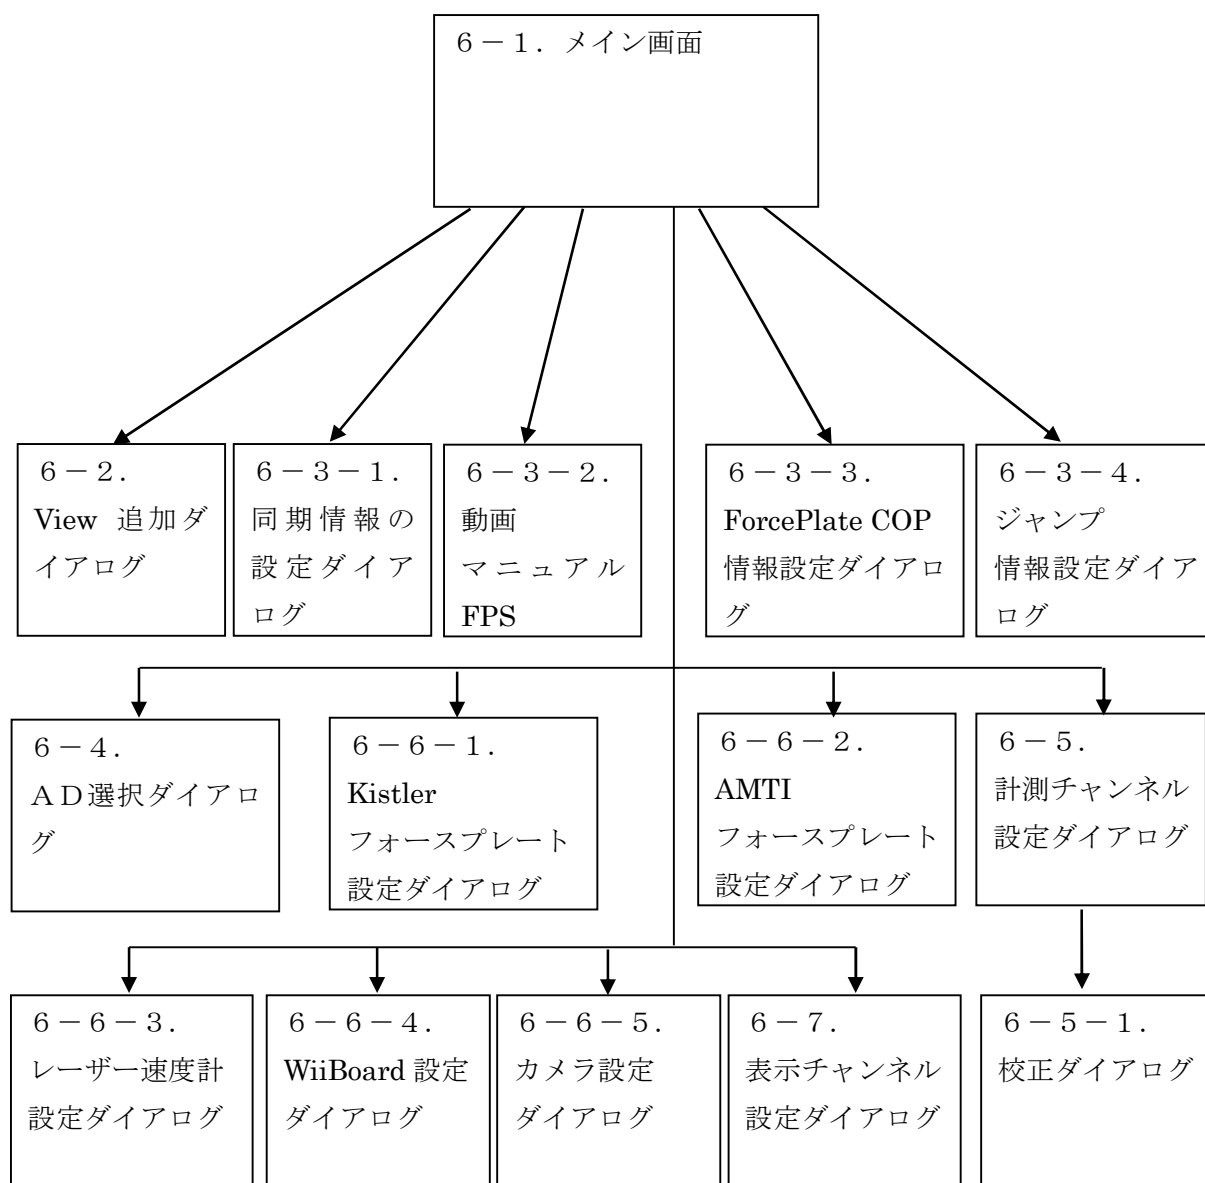 ６－１．メイン画面
６－２．
View 追加ダ
イアログ
６－３－１．
同期情報の
設定ダイア
ログ
６－３－２．
動画
マニュアル
FPS
６－３－３．
ForcePlate COP
情報設定ダイアロ
グ
６－３－４．
ジャンプ
情報設定ダイア
ログ
６－４．
ＡＤ選択ダイアロ
グ
６－６－１．
Kistler
フォースプレート
設定ダイアログ
６－６－２．
AMTI
フォースプレート
設定ダイアログ
６－５．
計測チャンネル
設定ダイアログ
６－６－３．
レーザー速度計
設定ダイアログ
６－６－４．
WiiBoard 設定
ダイアログ
６－６－５．
カメラ設定
ダイアログ
６－７．
表示チャンネル
設定ダイアログ
６－５－１．
校正ダイアログ